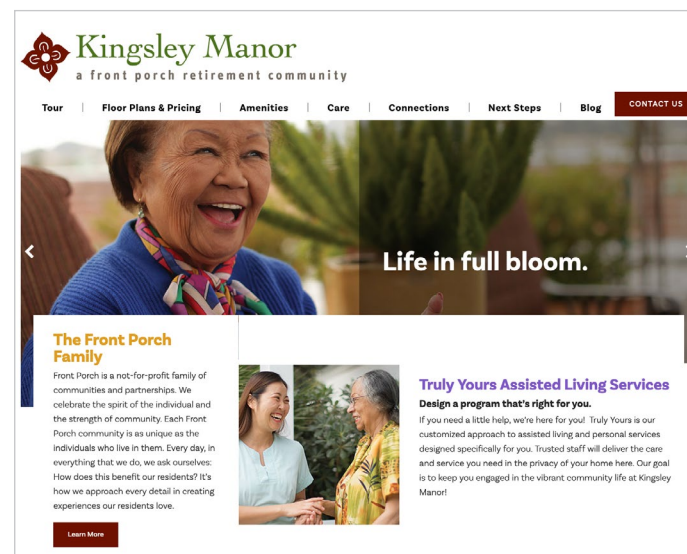 Kingsley Manor
a front porch retirement community
Tour | Floor Plans & Pricing | Amenities | Care | Connections | Next Steps | Blog CONTACT US
Life in full bloom.
The Front Porch
Family
Front Porch is a not-for-profit family of
communities and partnerships. We
celebrate the spirit of the individual and
the strength of community. Each Front
Porch community is as unique as the
individuals who live in them. Every day, in
everything that we do, we ask ourselves:
How does this benefit our residents? It's
how we approach every detail in creating
experiences our residents love.
Learn More
Truly Yours Assisted Living Services
Design a program that's right for you.
If you need a little help, we're here for you! Truly Yours is our
customized approach to assisted living and personal services
designed specifically for you. Trusted staff will deliver the care
and service you need in the privacy of your home here. Our goal
is to keep you engaged in the vibrant community life at Kingsley
Manor!